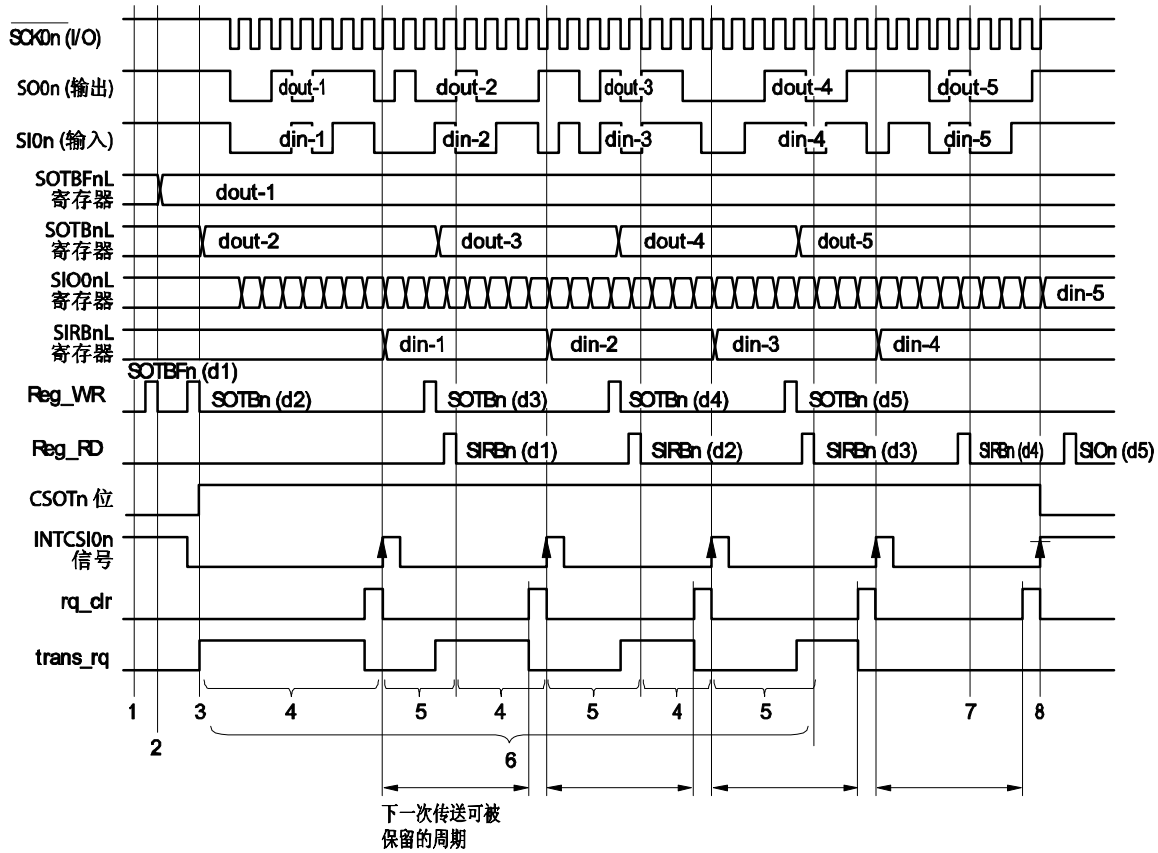 SCK0n (I/O)
SO0n (输出) dout-1 dout-2 dout-3 dout-4 dout-5
SI0n (输入) din-1 din-2 din-3 din-4 din-5
SOTBFnL
寄存器 dout-1
SOTBnL
寄存器 dout-2 dout-3 dout-4 dout-5
SIO0nL
寄存器 din-5
SIRBnL
寄存器 din-1 din-2 din-3 din-4
SOTBFn (d1)
Reg_WR SOTBn (d2) SOTBn (d3) SOTBn (d4) SOTBn (d5)
Reg_RD SIRBn (d1) SIRBn (d2) SIRBn (d3) SIRBn (d4) SIOn (d5)
CSOTn 位
INTCSI0n
信号
rq_clr
trans_rq
1 3 4 5 4 5 4 5 7 8
2 6
下一次传送可被
保留的周期